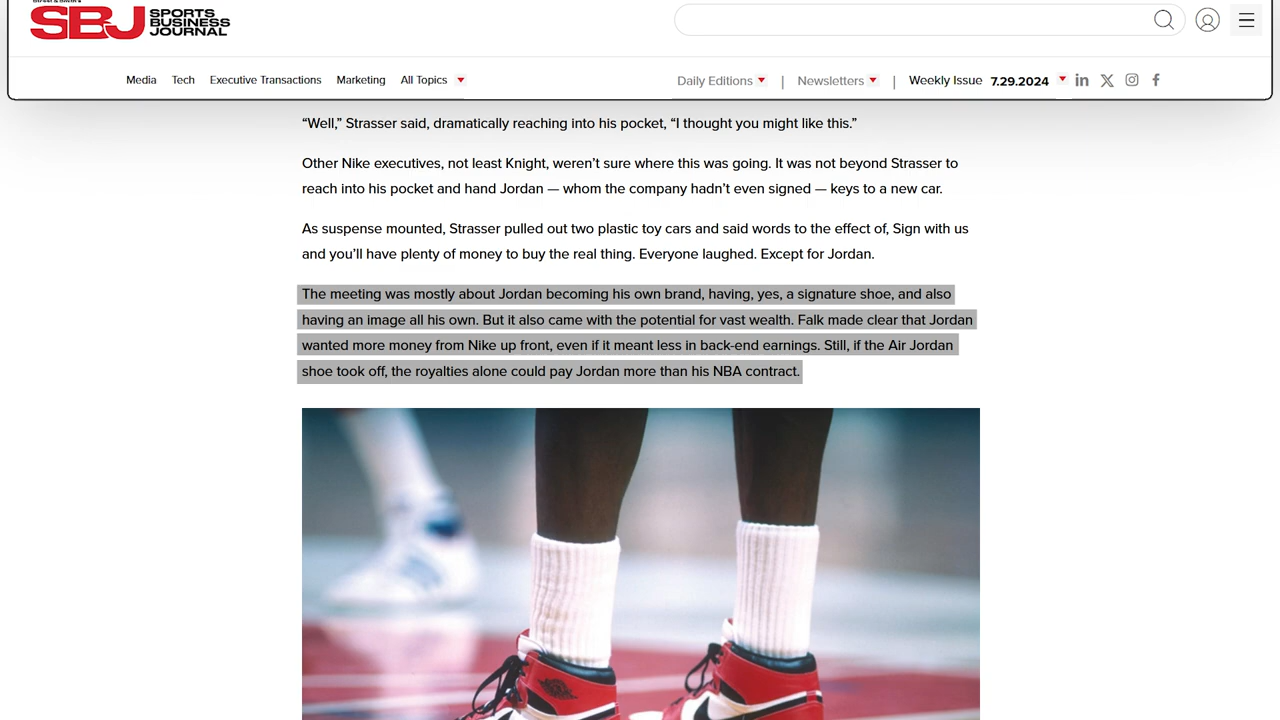 SBJ SPORTS
BUSINESS
JOURNAL
Media Tech Executive Transactions Marketing All Topics Daily Editions | Newsletters | Weekly Issue 7.29.2024
“Well,” Strasser said, dramatically reaching into his pocket, “I thought you might like this.”
Other Nike executives, not least Knight, weren’t sure where this was going. It was not beyond Strasser to
reach into his pocket and hand Jordan — whom the company hadn’t even signed — keys to a new car.
As suspense mounted, Strasser pulled out two plastic toy cars and said words to the effect of, Sign with us
and you’ll have plenty of money to buy the real thing. Everyone laughed. Except for Jordan.
The meeting was mostly about Jordan becoming his own brand, having, yes, a signature shoe, and also
having an image all his own. But it also came with the potential for vast wealth. Falk made clear that Jordan
wanted more money from Nike up front, even if it meant less in back-end earnings. Still, if the Air Jordan
shoe took off, the royalties alone could pay Jordan more than his NBA contract.